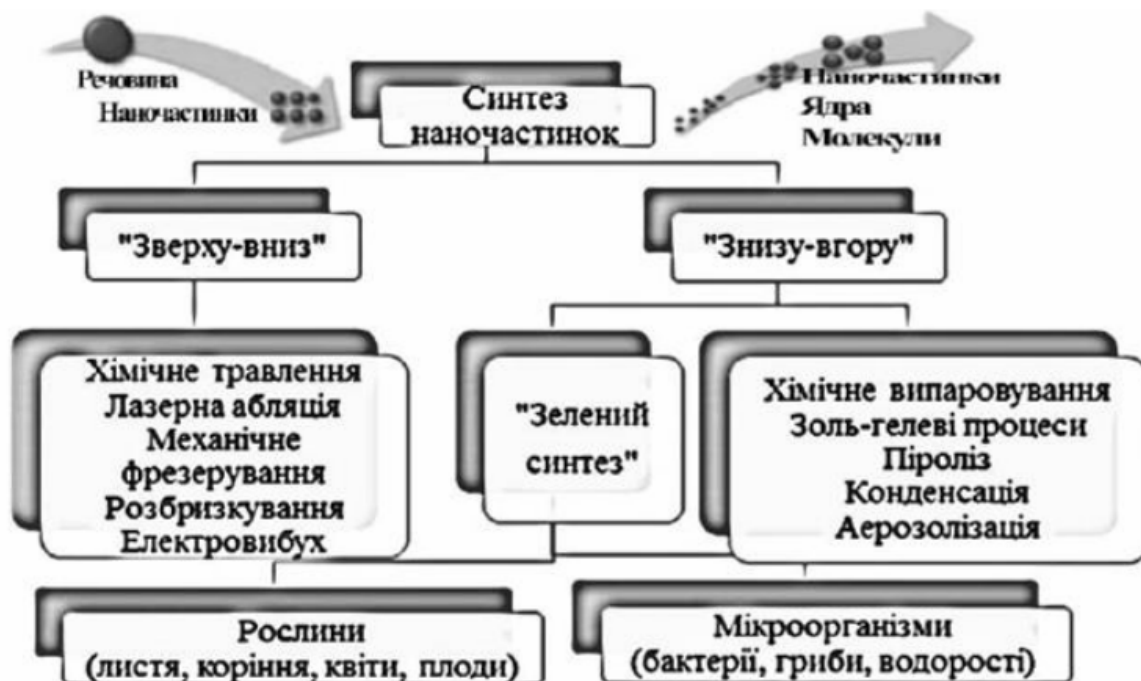 Речовина
Наночастинки
Синтез
наночастинок
Наночастинки
Ядра
Молекули
"Зверху-вниз"
"Знизу-вгору"
Хімічне травлення
Лазерна абляція
Механічне
фрезерування
Розбризкування
Електровибух
"Зелений
синтез"
Хімічне випаровування
Золь-гелеві процеси
Піроліз
Конденсація
Аерозолізація
Рослини
(листя, коріння, квіти, плоди)
Мікроорганізми
(бактерії, гриби, водорості)